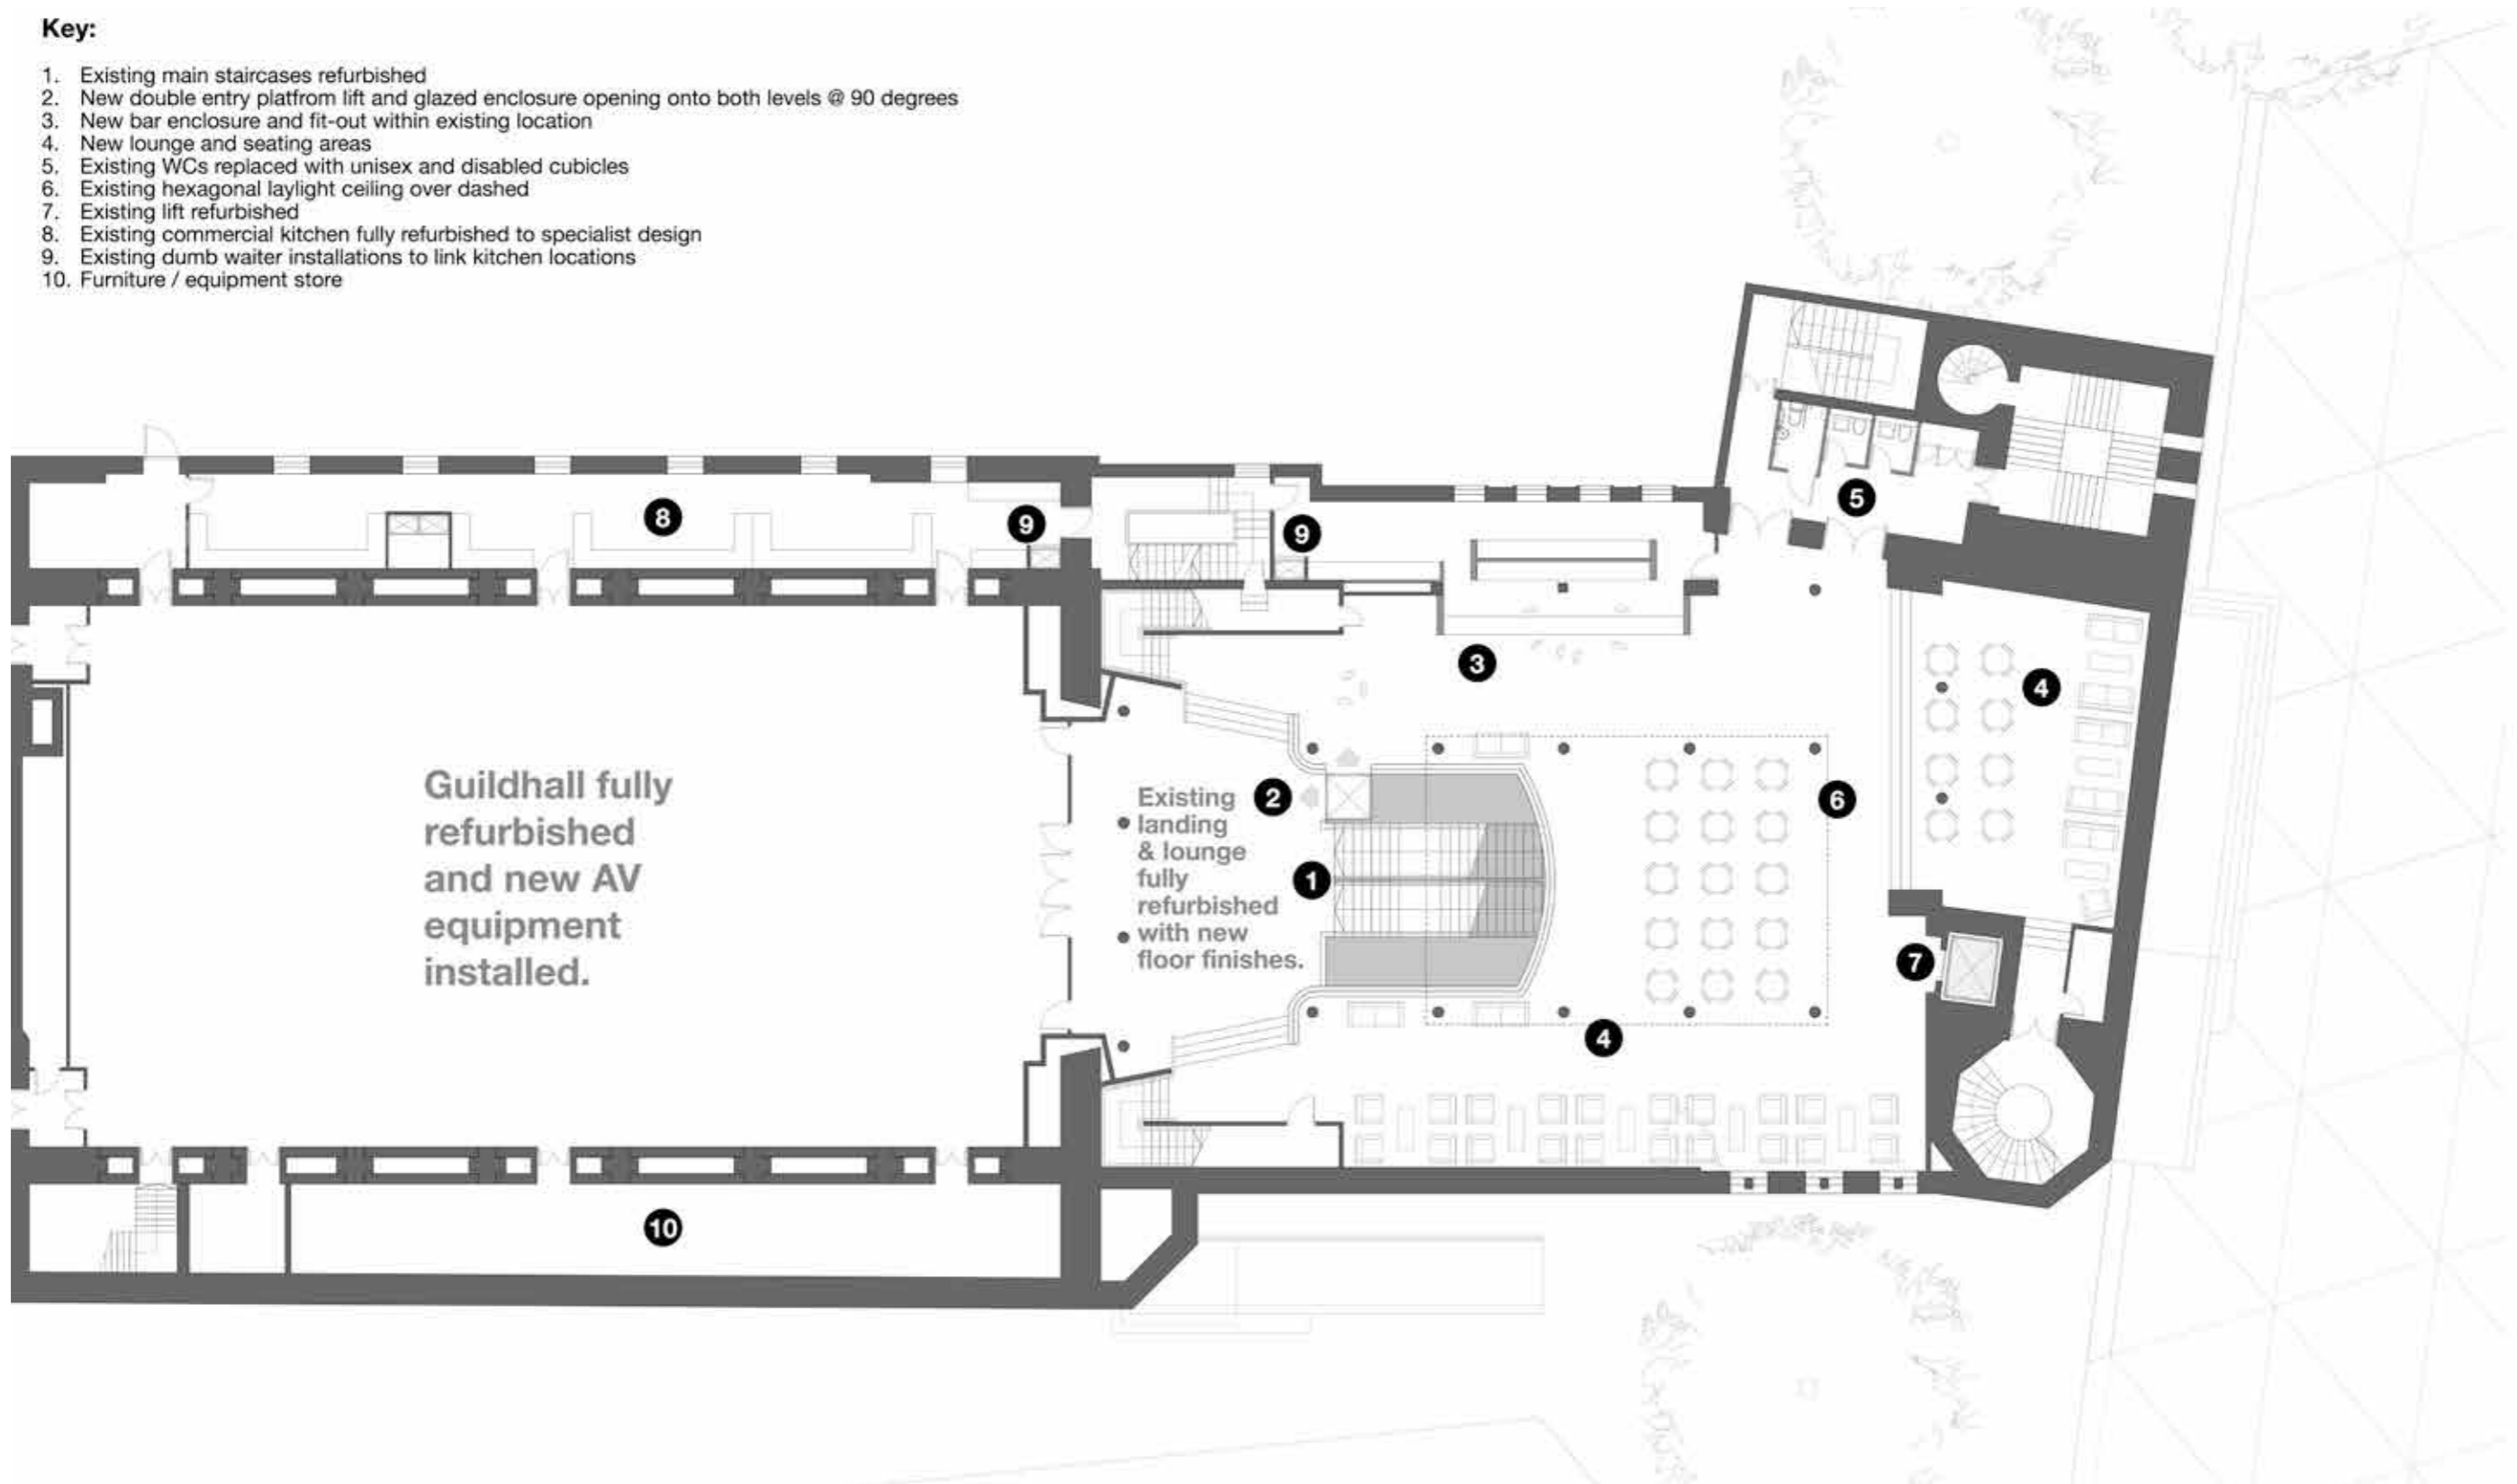 Key:
1. Existing main staircases refurbished
2. New double entry platfrom lift and glazed enclosure opening onto both levels @ 90 degrees
3. New bar enclosure and fit-out within existing location
4. New lounge and seating areas
5. Existing WCs replaced with unisex and disabled cubicles
6. Existing hexagonal laylight ceiling over dashed
7. Existing lift refurbished
8. Existing commercial kitchen fully refurbished to specialist design
9. Existing dumb waiter installations to link kitchen locations
10. Furniture / equipment store
8
9
9
5
3
4
Guildhall fully
refurbished
and new AV
equipment
installed.
Existing
landing
& lounge
fully
refurbished
with new
floor finishes.
2
1
6
7
4
10